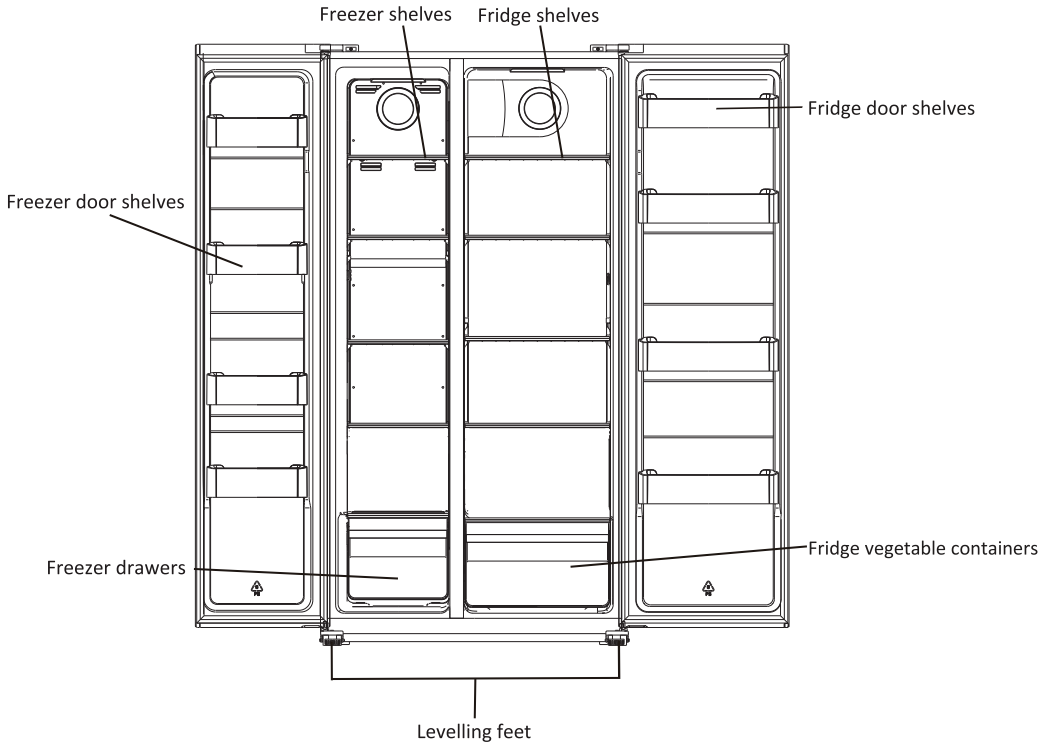 Freezer shelves
Fridge shelves
Fridge door shelves
Freezer door shelves
Fridge vegetable containers
Freezer drawers
Levelling feet